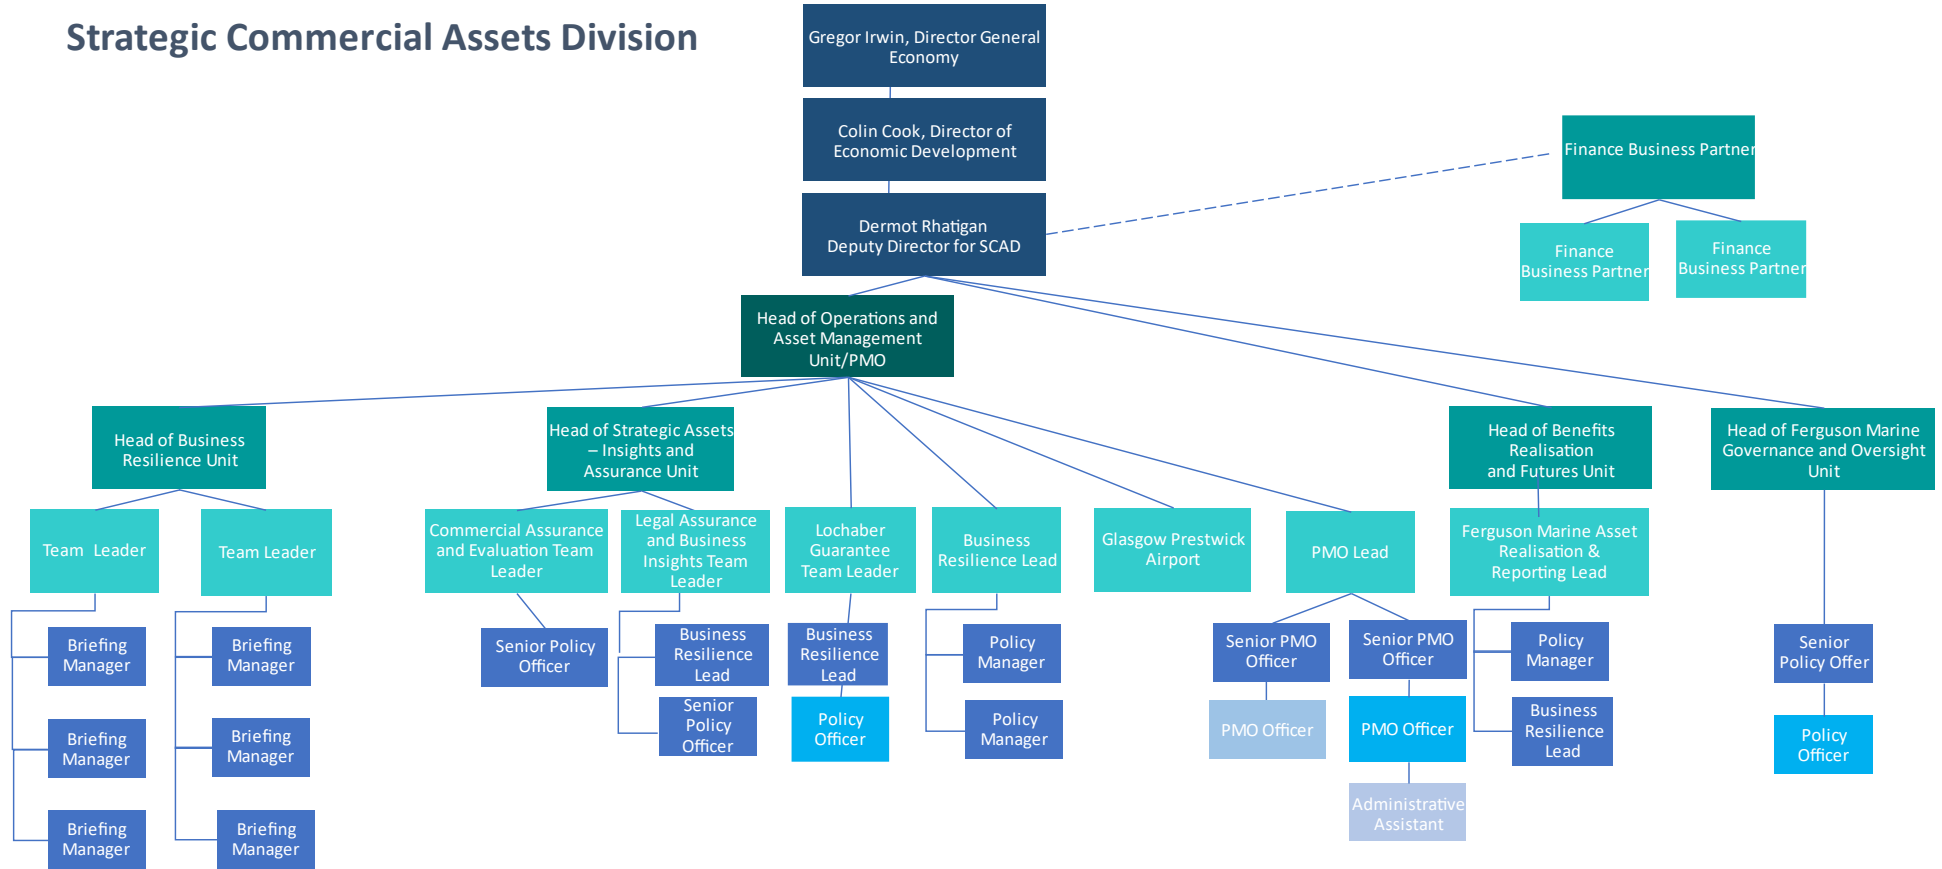 Strategic Commercial Assets Division
Gregor Irwin, Director General
Economy
Colin Cook, Director of
Economic Development
Dermot Rhatigan
Deputy Director for SCAD
Finance Business Partner
Finance
Business Partner
Finance
Business Partner
Head of Operations and
Asset Management
Unit/PMO
Head of Business
Resilience Unit
Head of Strategic Assets
– Insights and
Assurance Unit
Head of Benefits
Realisation
and Futures Unit
Head of Ferguson Marine
Governance and Oversight
Unit
Team  Leader
Team Leader
Commercial Assurance
and Evaluation Team
Leader
Legal Assurance
and Business
Insights Team
Leader
Lochaber
Guarantee
Team Leader
Business
Resilience Lead
Glasgow Prestwick
Airport
PMO Lead
Ferguson Marine Asset
Realisation &
Reporting Lead
Briefing
Manager
Briefing
Manager
Senior Policy
Officer
Business
Resilience
Lead
Business
Resilience
Lead
Policy
Manager
Senior PMO
Officer
Senior PMO
Officer
Policy
Manager
Senior
Policy Offer
Briefing
Manager
Briefing
Manager
Senior
Policy
Officer
Policy
Officer
Policy
Manager
PMO Officer
PMO Officer
Business
Resilience
Lead
Policy
Officer
Briefing
Manager
Briefing
Manager
Administrative
Assistant